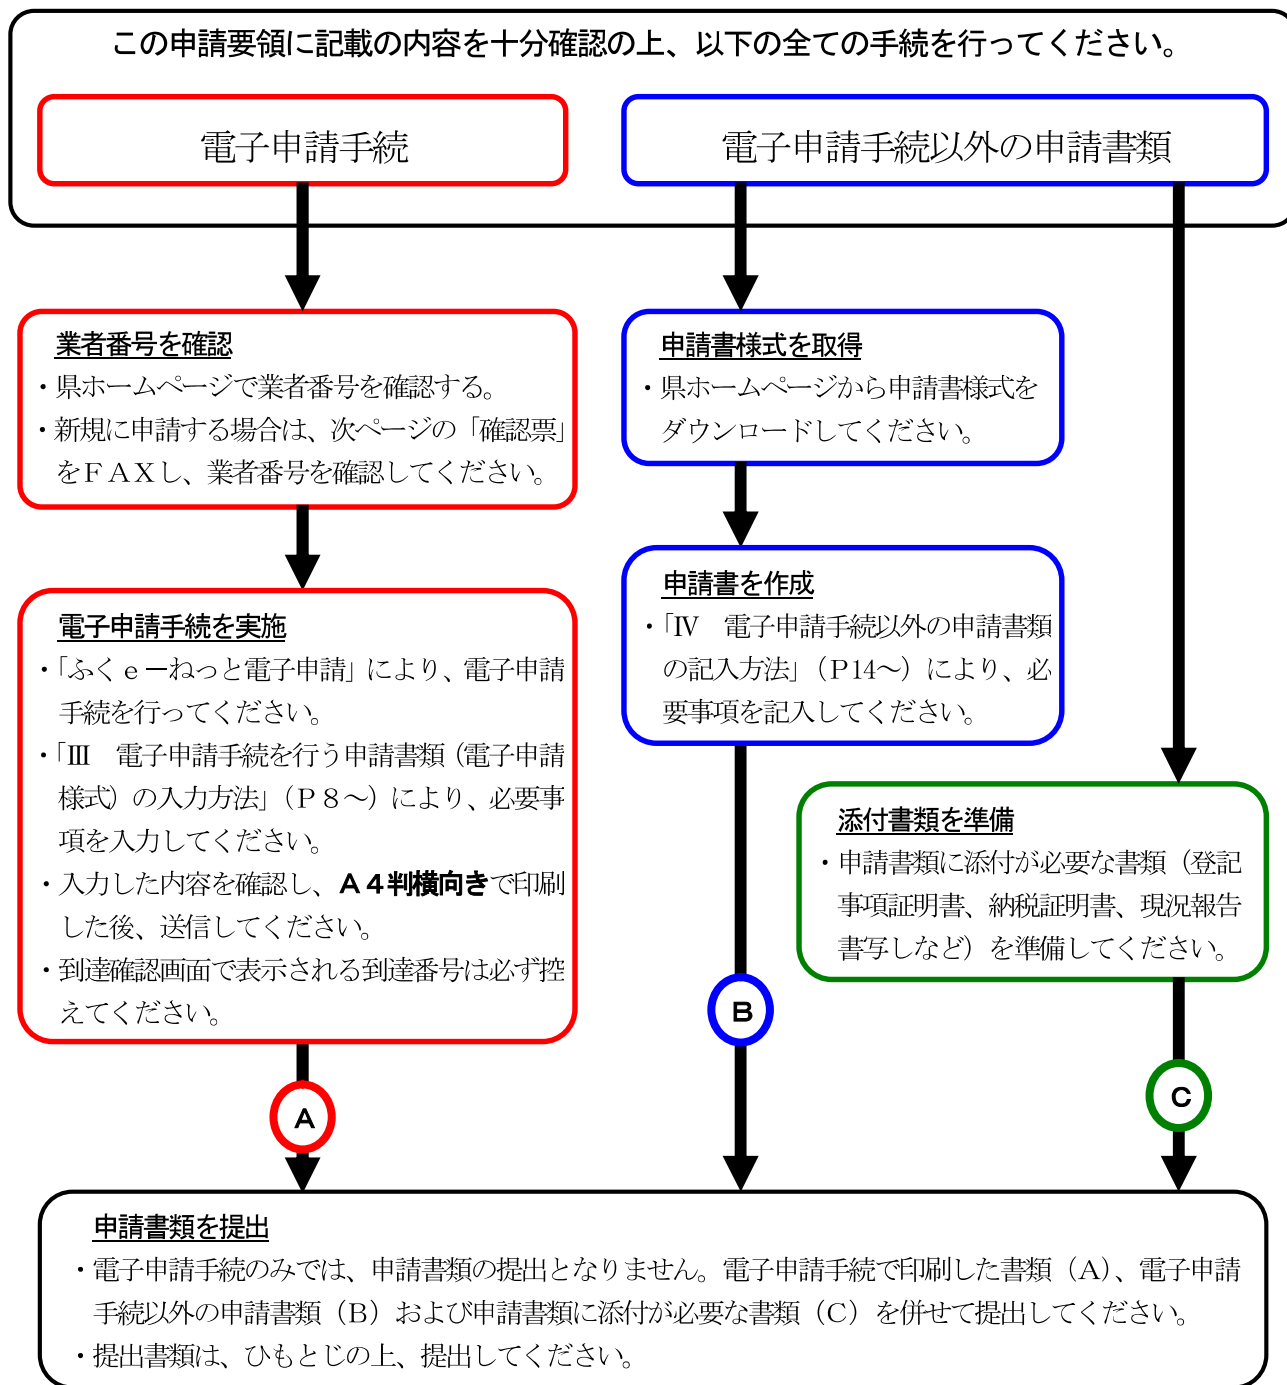 この申請要領に記載の内容を十分確認の上、以下の全ての手続を行ってください。
電子申請手続
電子申請手続以外の申請書類
業者番号を確認
・県ホームページで業者番号を確認する。
・新規に申請する場合は、次ページの「確認票」
をＦＡＸし、業者番号を確認してください。
電子申請手続を実施
・「ふくｅーねっと電子申請」により、電子申請
手続を行ってください。
・「Ⅲ　電子申請手続を行う申請書類（電子申請
様式）の入力方法」（Ｐ８～）により、必要事
項を入力してください。
・入力した内容を確認し、Ａ４判横向きで印刷
した後、送信してください。
・到達確認画面で表示される到達番号は必ず控
えてください。
Ａ
申請書様式を取得
・県ホームページから申請書様式を
ダウンロードしてください。
申請書を作成
・「Ⅳ　電子申請手続以外の申請書類
の記入方法」（Ｐ14～）により、必
要事項を記入してください。
Ｂ
添付書類を準備
・申請書類に添付が必要な書類（登記
事項証明書、納税証明書、現況報告
書写しなど）を準備してください。
Ｃ
申請書類を提出
・電子申請手続のみでは、申請書類の提出となりません。電子申請手続で印刷した書類（Ａ）、電子申請
手続以外の申請書類（Ｂ）および申請書類に添付が必要な書類（Ｃ）を併せて提出してください。
・提出書類は、ひもとじの上、提出してください。